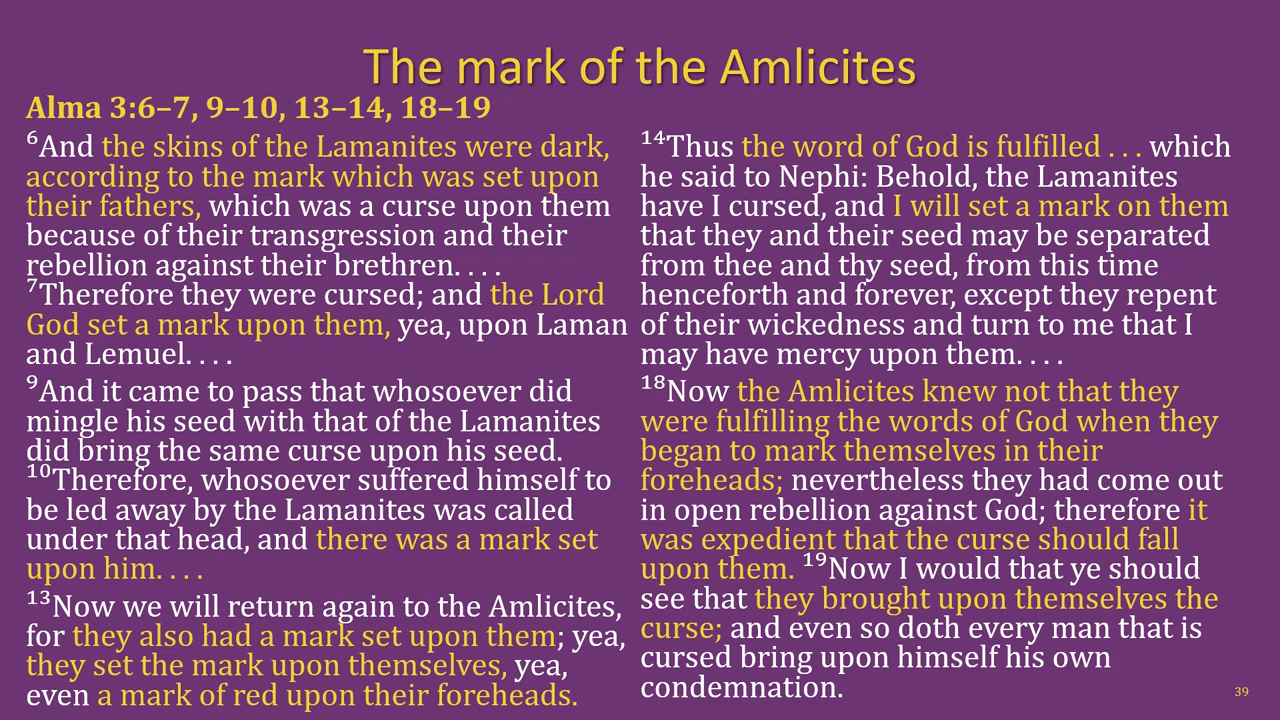 The mark of the Amlicites
Alma 3:6–7, 9–10, 13–14, 18–19
⁶And the skins of the Lamanites were dark,
according to the mark which was set upon
their fathers, which was a curse upon them
because of their transgression and their
rebellion against their brethren. . . .
⁷Therefore they were cursed; and the Lord
God set a mark upon them, yea, upon Laman
and Lemuel. . . .
⁹And it came to pass that whosoever did
mingle his seed with that of the Lamanites
did bring the same curse upon his seed.
¹⁰Therefore, whosoever suffered himself to
be led away by the Lamanites was called
under that head, and there was a mark set
upon him. . . .
¹³Now we will return again to the Amlicites,
for they also had a mark set upon them; yea,
they set the mark upon themselves, yea,
even a mark of red upon their foreheads.
¹⁴Thus the word of God is fulfilled . . . which
he said to Nephi: Behold, the Lamanites
have I cursed, and I will set a mark on them
that they and their seed may be separated
from thee and thy seed, from this time
henceforth and forever, except they repent
of their wickedness and turn to me that I
may have mercy upon them. . . .
¹⁸Now the Amlicites knew not that they
were fulfilling the words of God when they
began to mark themselves in their
foreheads; nevertheless they had come out
in open rebellion against God; therefore it
was expedient that the curse should fall
upon them. ¹⁹Now I would that ye should
see that they brought upon themselves the
curse; and even so doth every man that is
cursed bring upon himself his own
condemnation.
39